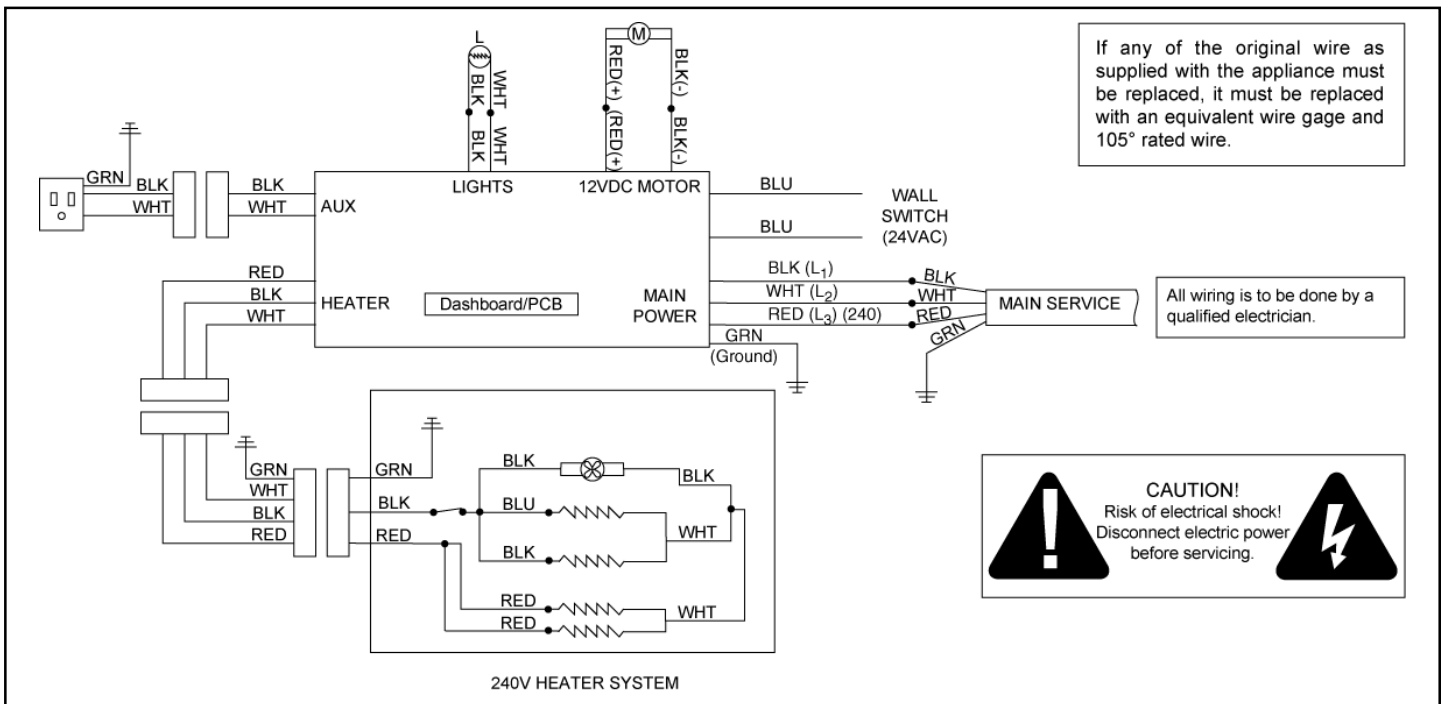 L
BLK
WHT
BLK
WHT
M
RED(+)
BLK(-)
(RED(+)
BLK(-)
If any of the original wire as
supplied with the appliance must
be replaced, it must be replaced
with an equivalent wire gage and
105° rated wire.
GRN
BLK
WHT
BLK
WHT
AUX
LIGHTS
12VDC MOTOR
BLU
BLU
WALL
SWITCH
(24VAC)
RED
BLK
WHT
HEATER
Dashboard/PCB
MAIN
POWER
BLK (L1)
WHT (L2)
RED (L3) (240)
GRN
(Ground)
BLK
WHT
RED
GRN
MAIN SERVICE
All wiring is to be done by a
qualified electrician.
GRN
WHT
BLK
RED
GRN
BLK
RED
BLK
BLK
BLU
WHT
BLK
RED
WHT
RED
240V HEATER SYSTEM
CAUTION!
Risk of electrical shock!
Disconnect electric power
before servicing.